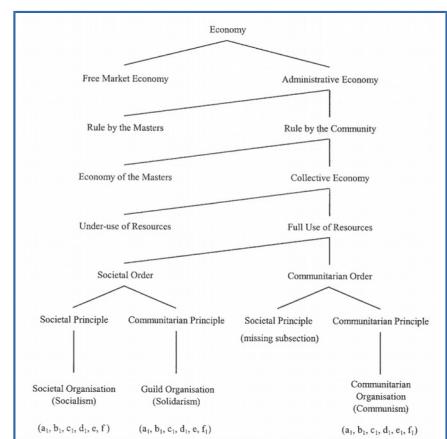 Economy
Free Market Economy Administrative Economy
Rule by the Masters Rule by the Community
Economy of the Masters Collective Economy
Under-use of Resources Full Use of Resources
Societal Order Communitarian Order
Societal Principle Communitarian Principle Societal Principle Communitarian Principle
(missing subsection)
Societal Organisation Guild Organisation Communitarian
(Socialism) (Solidarism) Organisation
(Communism)
(a₁, b₁, c₁, d₁, e, f) (a₁, b₁, c₁, d₁, e, f₁) (a₁, b₁, c₁, d₁, e₁, f₁)